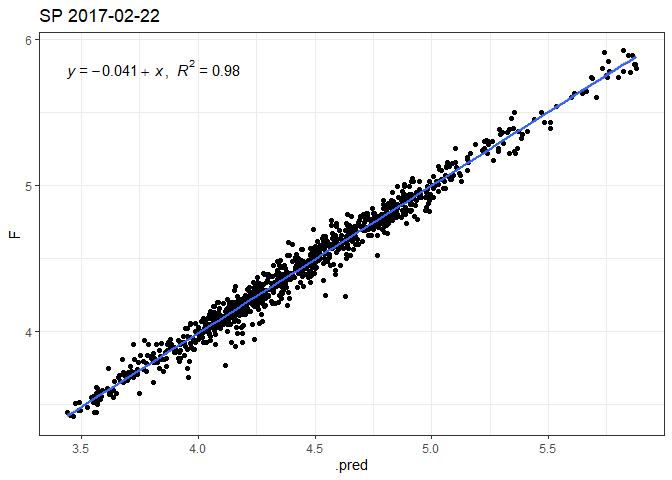 SP 2017-02-22
6
y = −0.041 + x , R² = 0.98
5
F
4
3.5 4.0 4.5 5.0 5.5
.pred